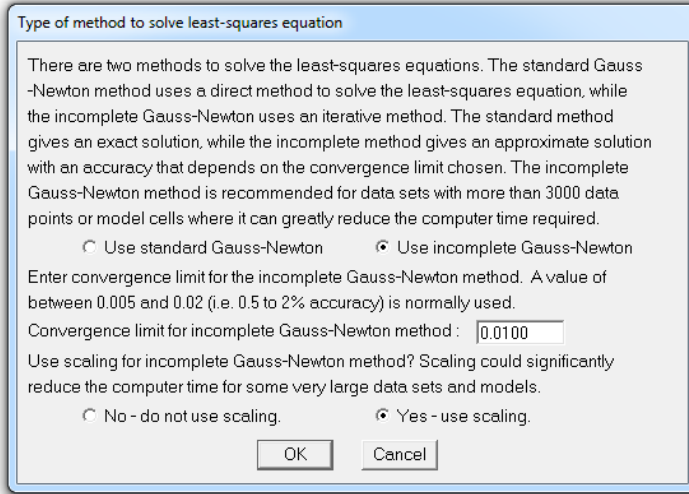 Type of method to solve least-squares equation
There are two methods to solve the least-squares equations. The standard Gauss
-Newton method uses a direct method to solve the least-squares equation, while
the incomplete Gauss-Newton uses an iterative method. The standard method
gives an exact solution, while the incomplete method gives an approximate solution
with an accuracy that depends on the convergence limit chosen. The incomplete
Gauss-Newton method is recommended for data sets with more than 3000 data
points or model cells where it can greatly reduce the computer time required.
Use standard Gauss-Newton Use incomplete Gauss-Newton
Enter convergence limit for the incomplete Gauss-Newton method. A value of
between 0.005 and 0.02 (i.e. 0.5 to 2% accuracy) is normally used.
Convergence limit for incomplete Gauss-Newton method : 0.0100
Use scaling for incomplete Gauss-Newton method? Scaling could significantly
reduce the computer time for some very large data sets and models.
No - do not use scaling. Yes - use scaling.
OK Cancel